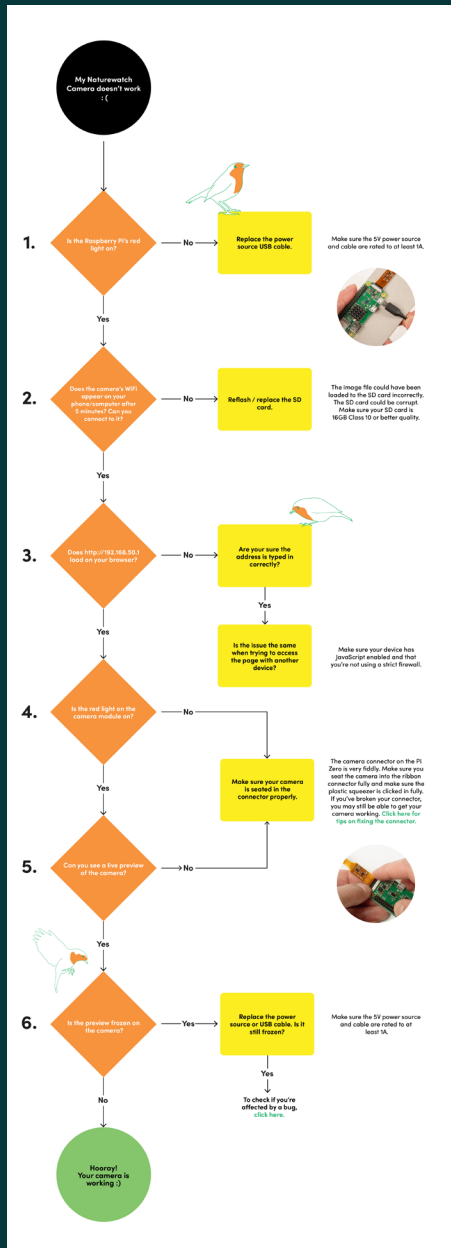 My Naturewatch
Camera doesn't work
: (
1.
Is the Raspberry Pi's red
light on?
No
Replace the power
source USB cable.
Make sure the 5V power source
and cable are rated to at least 1A.
Yes
2.
Does the camera's WiFi
appear on your
phone/computer after
5 minutes? Can you
connect to it?
No
Reflash / replace the SD
card.
The image file could have been
loaded to the SD card incorrectly.
The SD card could be corrupt.
Make sure your SD card is
16GB Class 10 or better quality.
Yes
3.
Does http://192.168.50.1
load on your browser?
No
Are your sure the
address is typed in
correctly?
Yes
Is the issue the same
when trying to access
the page with another
device?
Make sure your device has
JavaScript enabled and that
you're not using a strict firewall.
Yes
4.
Is the red light on the
camera module on?
No
Make sure your camera
is seated in the
connector properly.
The camera connector on the Pi
Zero is very fiddly. Make sure you
seat the camera into the ribbon
connector fully and make sure the
plastic squeezer is clicked in fully.
If you've broken your connector,
you may still be able to get your
camera working. Click here for
tips on fixing the connector.
Yes
5.
Can you see a live preview
of the camera?
No
Yes
6.
Is the preview frozen on
the camera?
Yes
Replace the power
source or USB cable. Is it
still frozen?
Make sure the 5V power source
and cable are rated to at
least 1A.
Yes
To check if you're
affected by a bug,
click here.
No
Hooray!
Your camera is
working :)